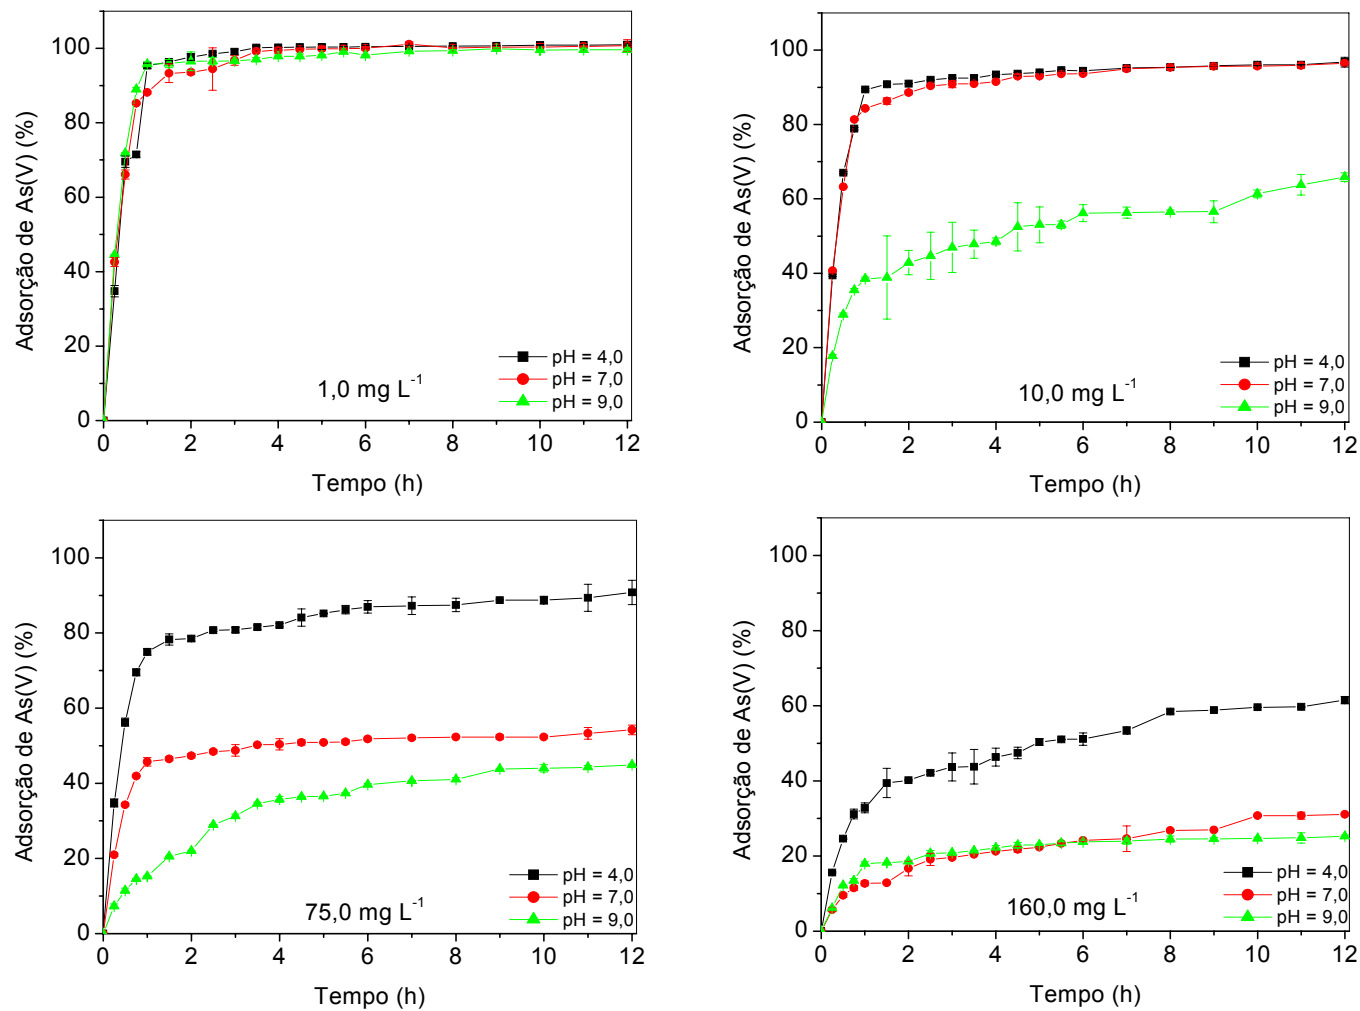 Adsorção de As(V) (%)
100
80
60
40
20
0
pH = 4,0
pH = 7,0
pH = 9,0
1,0 mg L⁻¹
0 2 4 6 8 10 12
Tempo (h)
Adsorção de As(V) (%)
100
80
60
40
20
0
pH = 4,0
pH = 7,0
pH = 9,0
10,0 mg L⁻¹
0 2 4 6 8 10 12
Tempo (h)
Adsorção de As(V) (%)
100
80
60
40
20
0
pH = 4,0
pH = 7,0
pH = 9,0
75,0 mg L⁻¹
0 2 4 6 8 10 12
Tempo (h)
Adsorção de As(V) (%)
100
80
60
40
20
0
pH = 4,0
pH = 7,0
pH = 9,0
160,0 mg L⁻¹
0 2 4 6 8 10 12
Tempo (h)